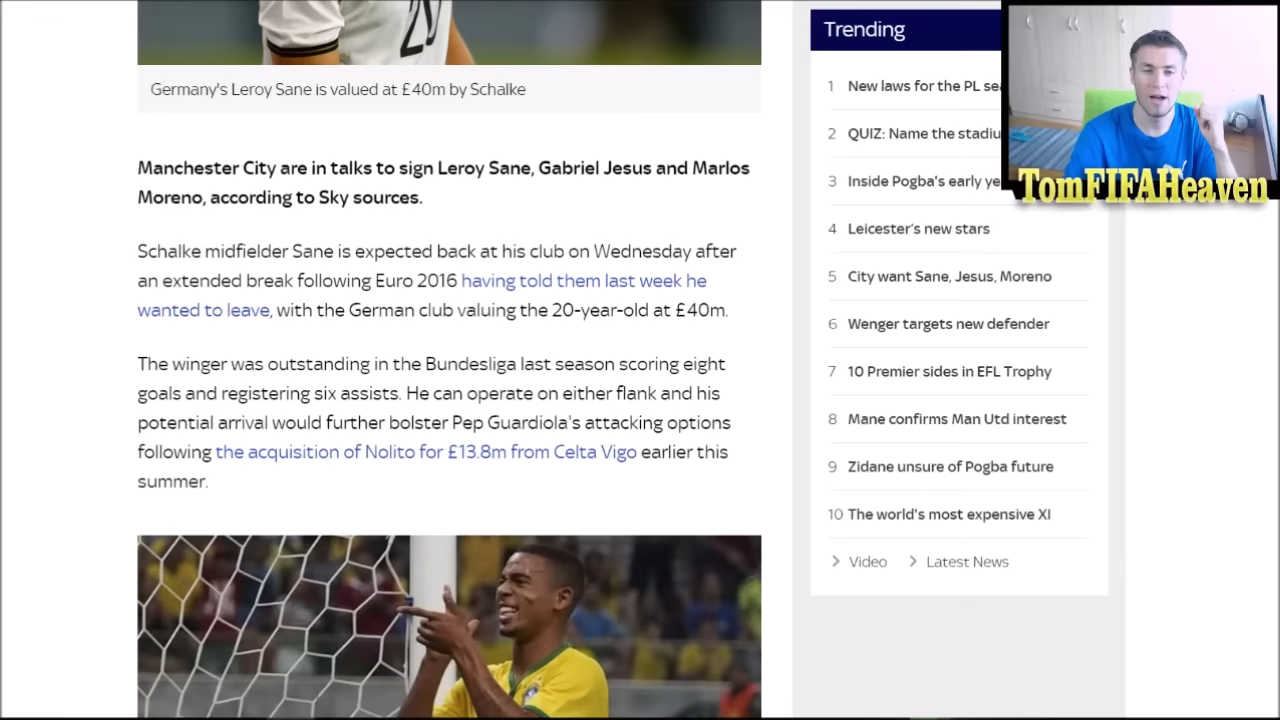 20
Germany's Leroy Sane is valued at £40m by Schalke
Manchester City are in talks to sign Leroy Sane, Gabriel Jesus and Marlos
Moreno, according to Sky sources.
Schalke midfielder Sane is expected back at his club on Wednesday after
an extended break following Euro 2016 having told them last week he
wanted to leave, with the German club valuing the 20-year-old at £40m.
The winger was outstanding in the Bundesliga last season scoring eight
goals and registering six assists. He can operate on either flank and his
potential arrival would further bolster Pep Guardiola's attacking options
following the acquisition of Nolito for £13.8m from Celta Vigo earlier this
summer.
Trending
1 New laws for the PL sea
2 QUIZ: Name the stadiu
3 Inside Pogba's early ye
4 Leicester's new stars
5 City want Sane, Jesus, Moreno
6 Wenger targets new defender
7 10 Premier sides in EFL Trophy
8 Mane confirms Man Utd interest
9 Zidane unsure of Pogba future
10 The world's most expensive XI
Video Latest News
TomFIFAHeaven